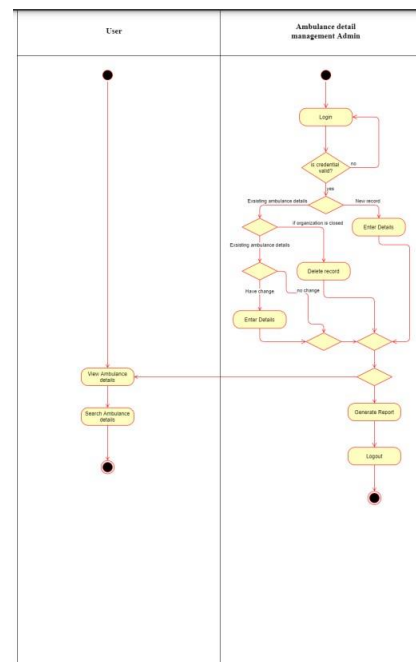 User
Ambulance detail
management Admin
Login
Is credential
valid?
no
yes
Exsisting ambulance details
New record
if organization is closed
Enter Details
Exsisting ambulance details
Delete record
Have change
no change
Enter Details
View Ambulance
details
Search Ambulance
details
Generate Report
Logout